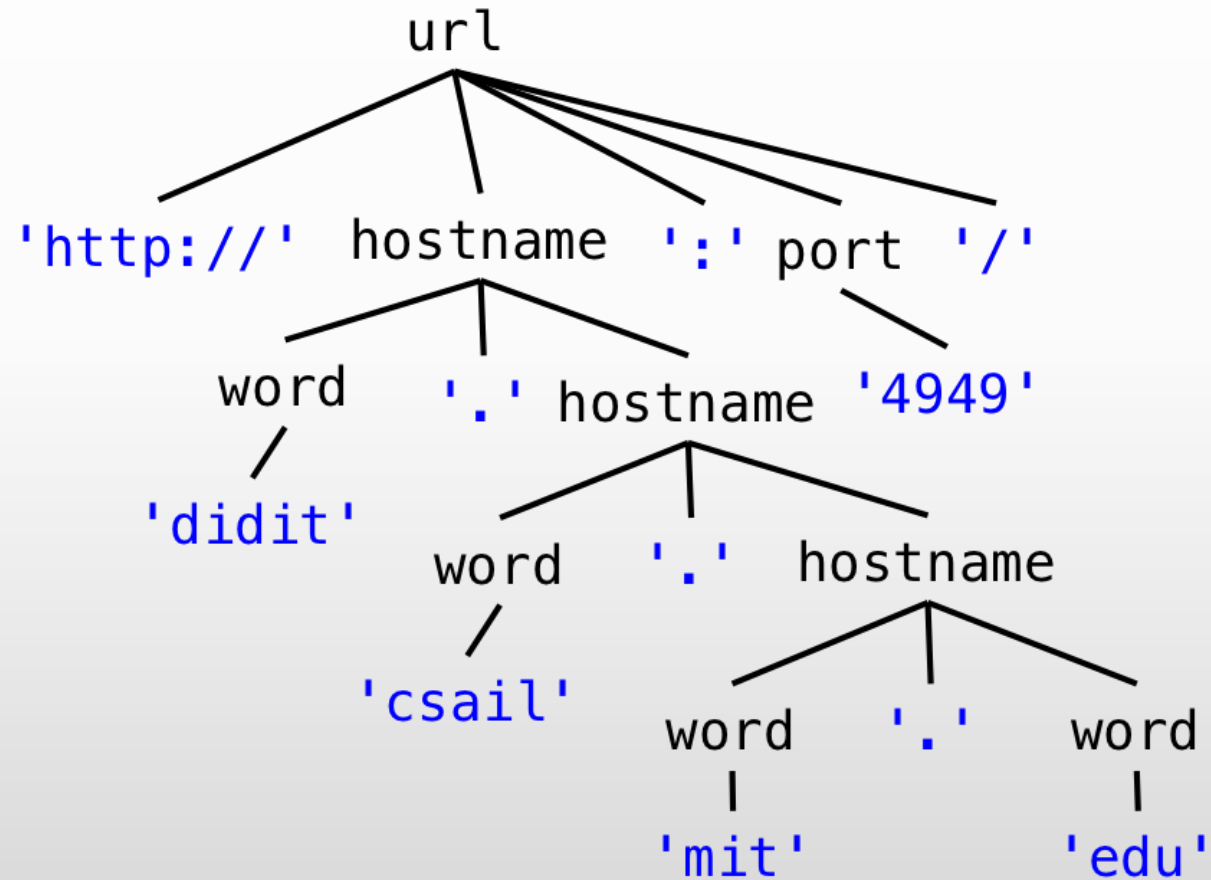 url
'http://' hostname ':' port '/'
word '.' hostname '4949'
'didit'
word '.' hostname
'csail'
word '.' word
'mit' 'edu'